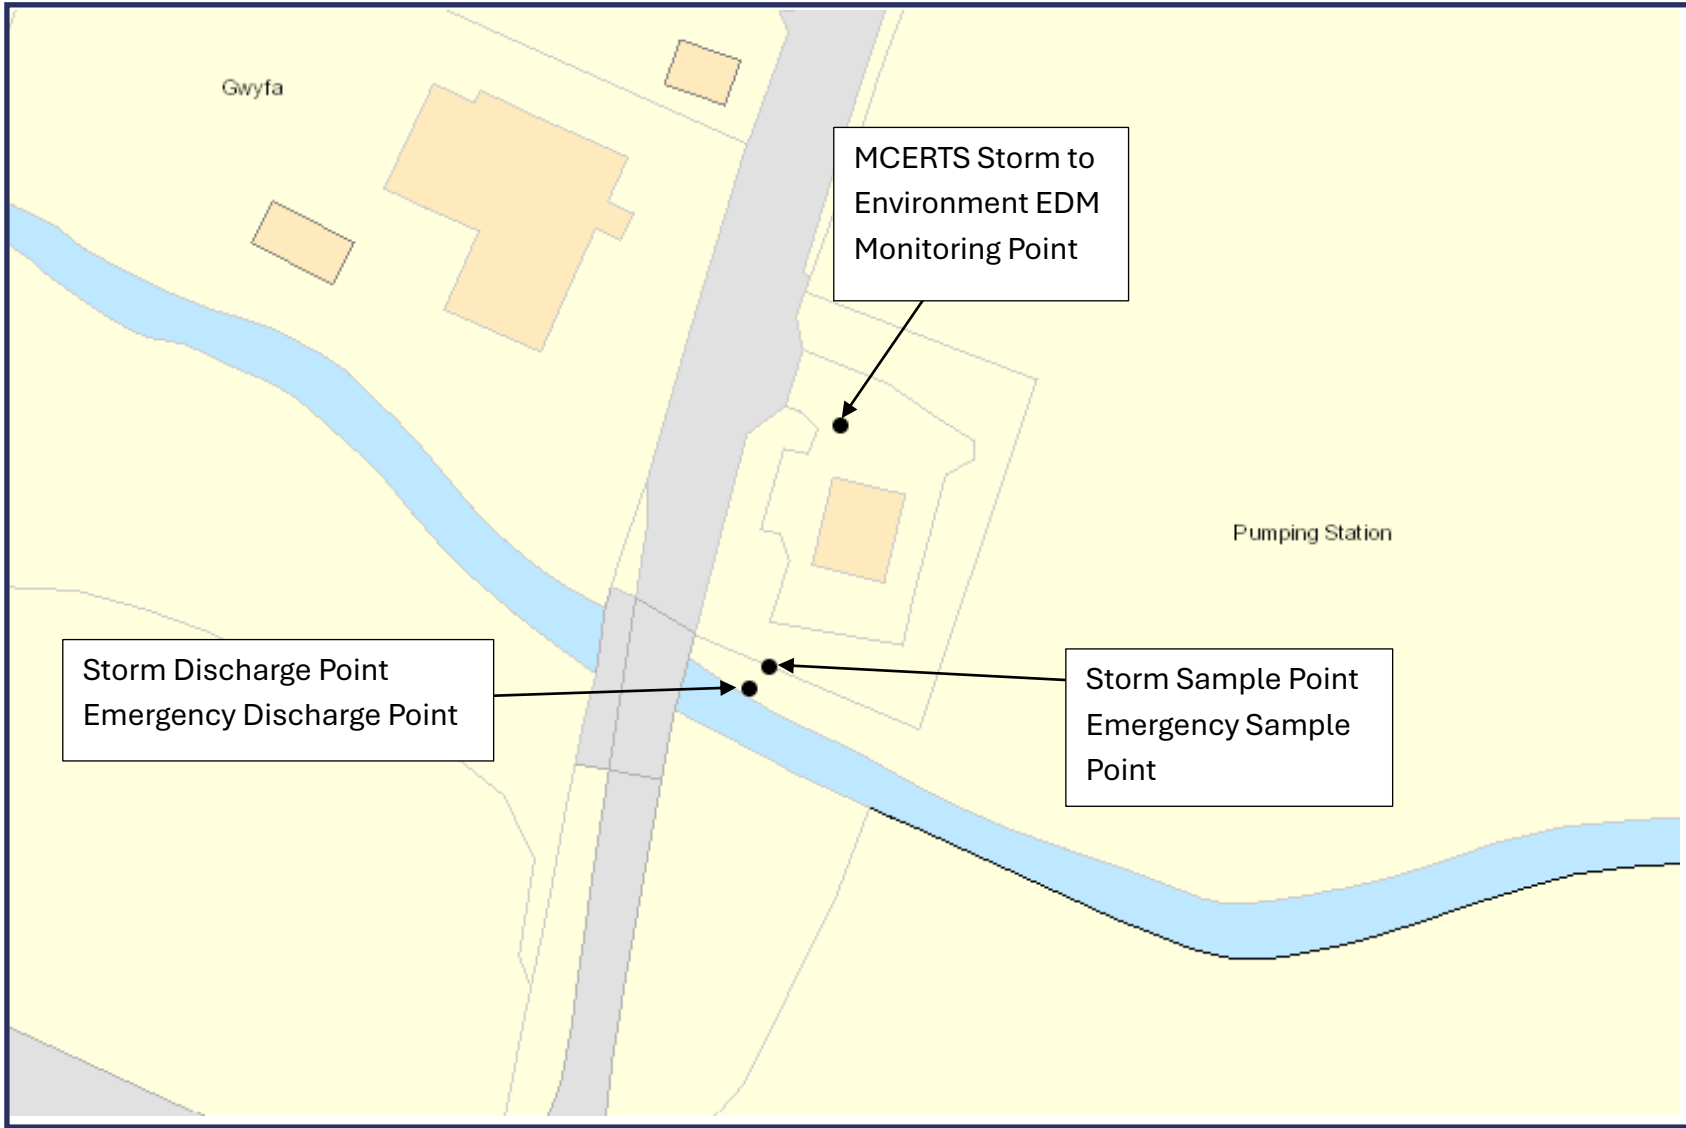 Gwyfa
MCERTS Storm to
Environment EDM
Monitoring Point
Pumping Station
Storm Discharge Point
Emergency Discharge Point
Storm Sample Point
Emergency Sample
Point